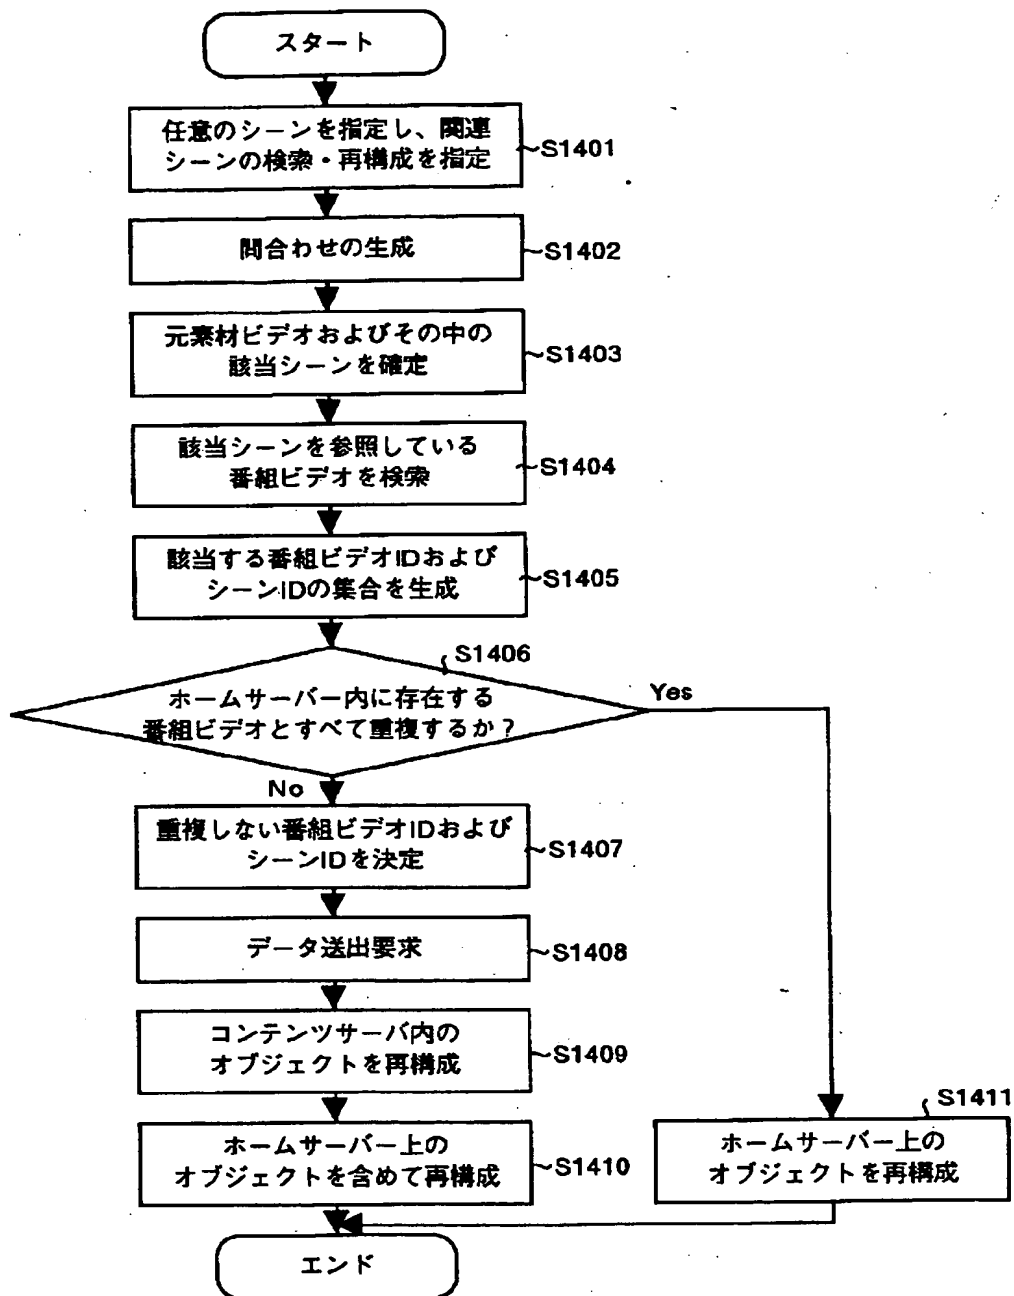 スタート
任意のシーンを指定し、関連
シーンの検索・再構成を指定
S1401
問合わせの生成
S1402
元素材ビデオおよびその中の
該当シーンを確定
S1403
該当シーンを参照している
番組ビデオを検索
S1404
該当する番組ビデオIDおよび
シーンIDの集合を生成
S1405
S1406
ホームサーバー内に存在する
番組ビデオとすべて重複するか？
Yes
No
重複しない番組ビデオIDおよび
シーンIDを決定
S1407
データ送出要求
S1408
コンテンツサーバ内の
オブジェクトを再構成
S1409
ホームサーバー上の
オブジェクトを含めて再構成
S1410
S1411
ホームサーバー上の
オブジェクトを再構成
エンド